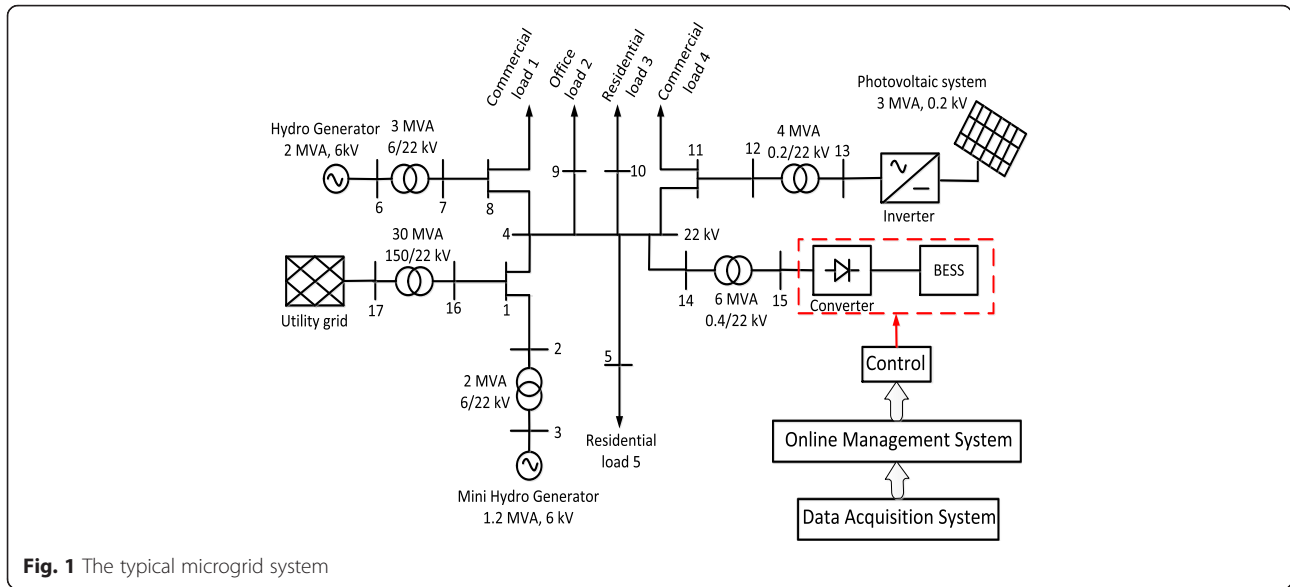 Commercial
load 1
Office
load 2
Residential
load 3
Commercial
load 4
Photovoltaic system
3 MVA, 0.2 kV
Hydro Generator
2 MVA, 6kV
3 MVA
6/22 kV
4 MVA
0.2/22 kV
6
7
8
9
10
11
12
13
Inverter
4
22 kV
30 MVA
150/22 kV
Utility grid
17
16
1
14
6 MVA
0.4/22 kV
15
Converter
BESS
2
2 MVA
6/22 kV
3
Mini Hydro Generator
1.2 MVA, 6 kV
5
Residential
load 5
Control
Online Management System
Data Acquisition System
Fig. 1 The typical microgrid system